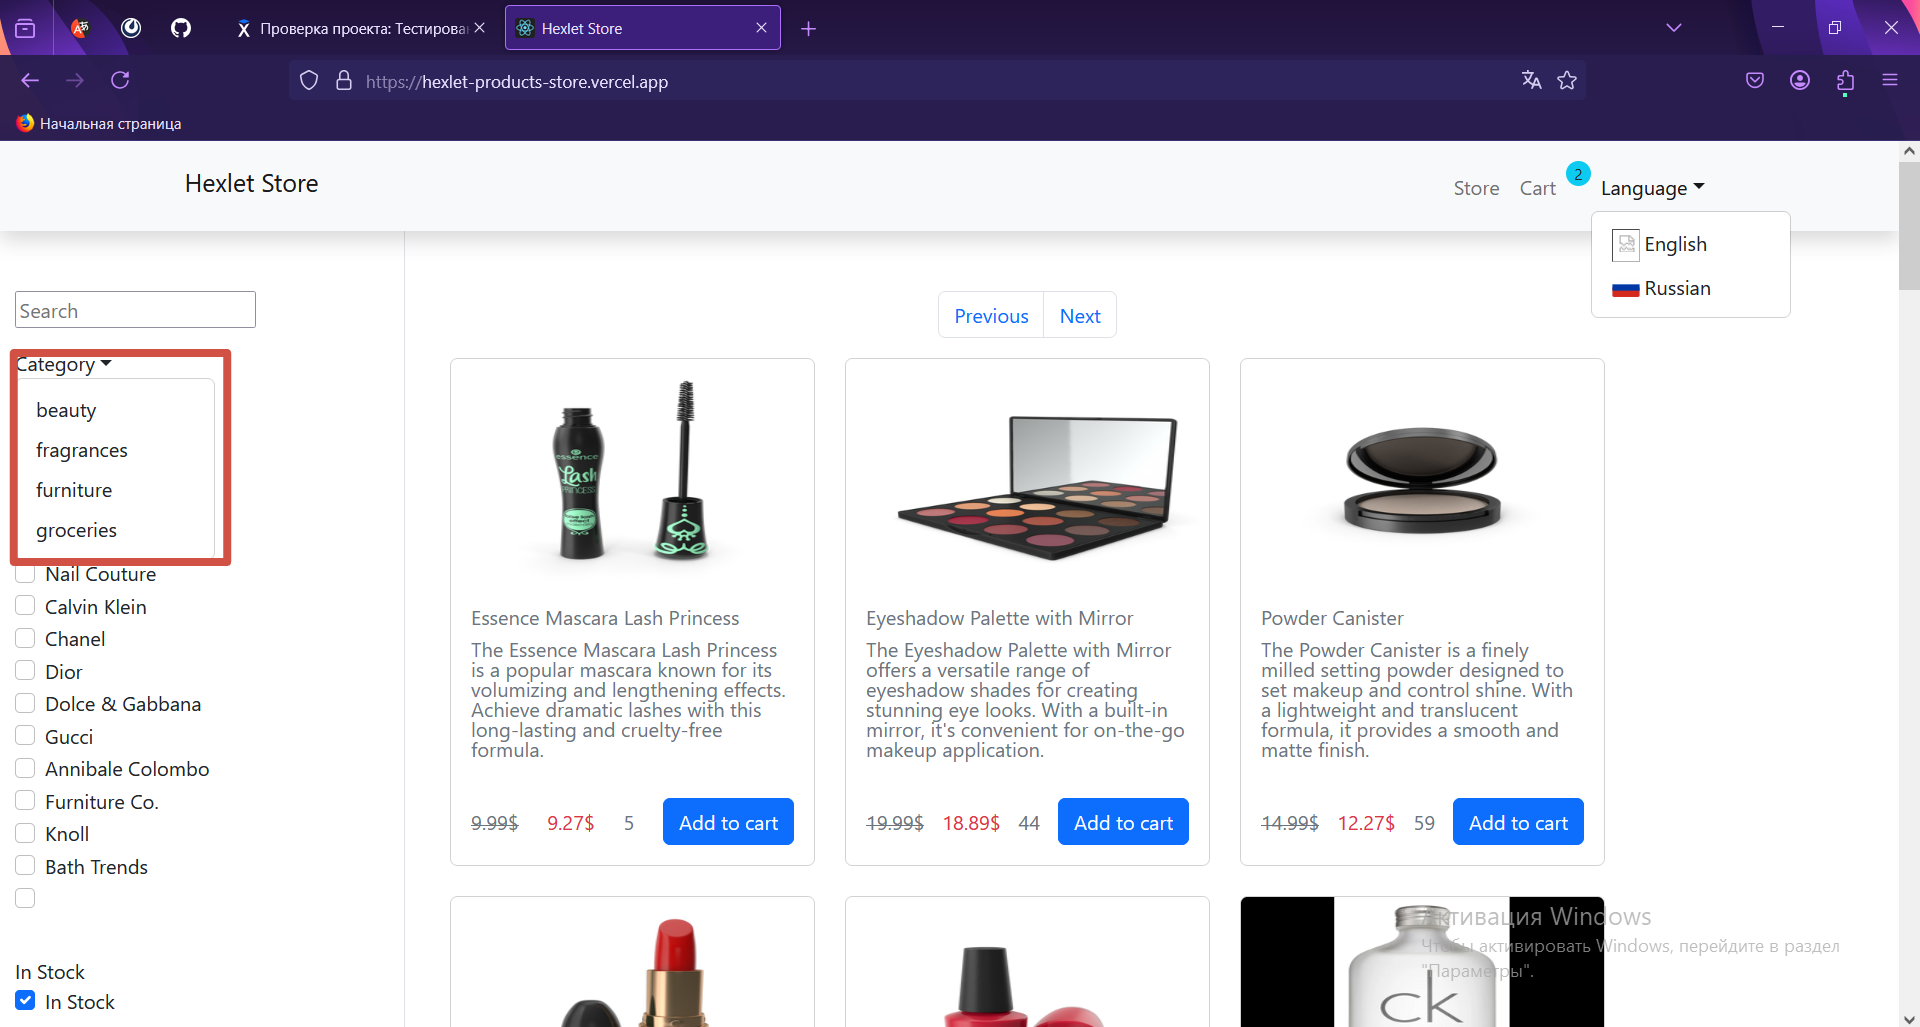 Проверка проекта: Тестирова
Hexlet Store
https://hexlet-products-store.vercel.app
Начальная страница
Hexlet Store
Store
Cart
2
Language
English
Russian
Search
Category
beauty
fragrances
furniture
groceries
Nail Couture
Calvin Klein
Chanel
Dior
Dolce & Gabbana
Gucci
Annibale Colombo
Furniture Co.
Knoll
Bath Trends
In Stock
In Stock
Previous
Next
essence
Lash
PRINCESS
Essence Mascara Lash Princess
The Essence Mascara Lash Princess
is a popular mascara known for its
volumizing and lengthening effects.
Achieve dramatic lashes with this
long-lasting and cruelty-free
formula.
9.99$ 9.27$ 5 Add to cart
Eyeshadow Palette with Mirror
The Eyeshadow Palette with Mirror
offers a versatile range of
eyeshadow shades for creating
stunning eye looks. With a built-in
mirror, it's convenient for on-the-go
makeup application.
19.99$ 18.89$ 44 Add to cart
Powder Canister
The Powder Canister is a finely
milled setting powder designed to
set makeup and control shine. With
a lightweight and translucent
formula, it provides a smooth and
matte finish.
14.99$ 12.27$ 59 Add to cart
ck
Активация Windows
Чтобы активировать Windows, перейдите в раздел
"Параметры".